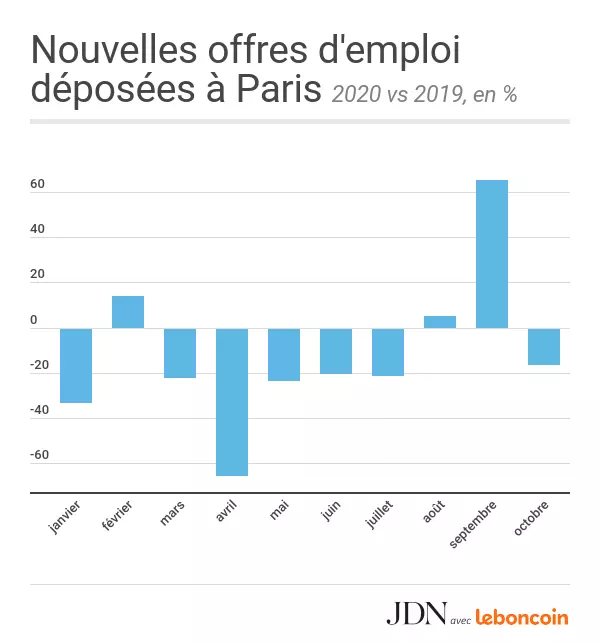 Nouvelles offres d'emploi
déposées à Paris 2020 vs 2019, en %
60
40
20
0
-20
-40
-60
janvier
février
mars
avril
mai
juin
juillet
août
septembre
octobre
JDN avec leboncoin